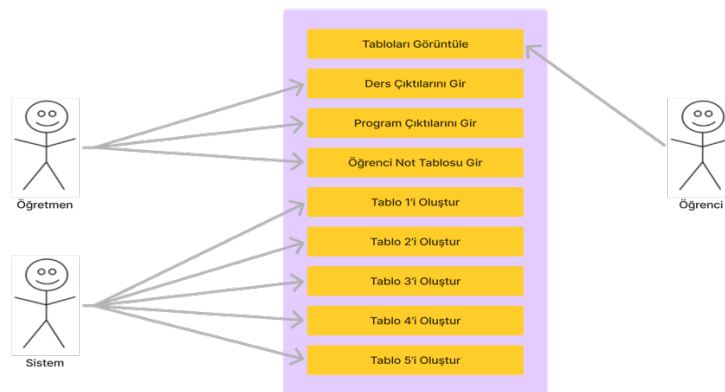 Tabloları Görüntüle
Ders Çıktılarını Gir
Program Çıktılarını Gir
Öğrenci Not Tablosu Gir
Tablo 1'i Oluştur
Tablo 2'i Oluştur
Tablo 3'i Oluştur
Tablo 4'i Oluştur
Tablo 5'i Oluştur
Öğretmen
Sistem
Öğrenci